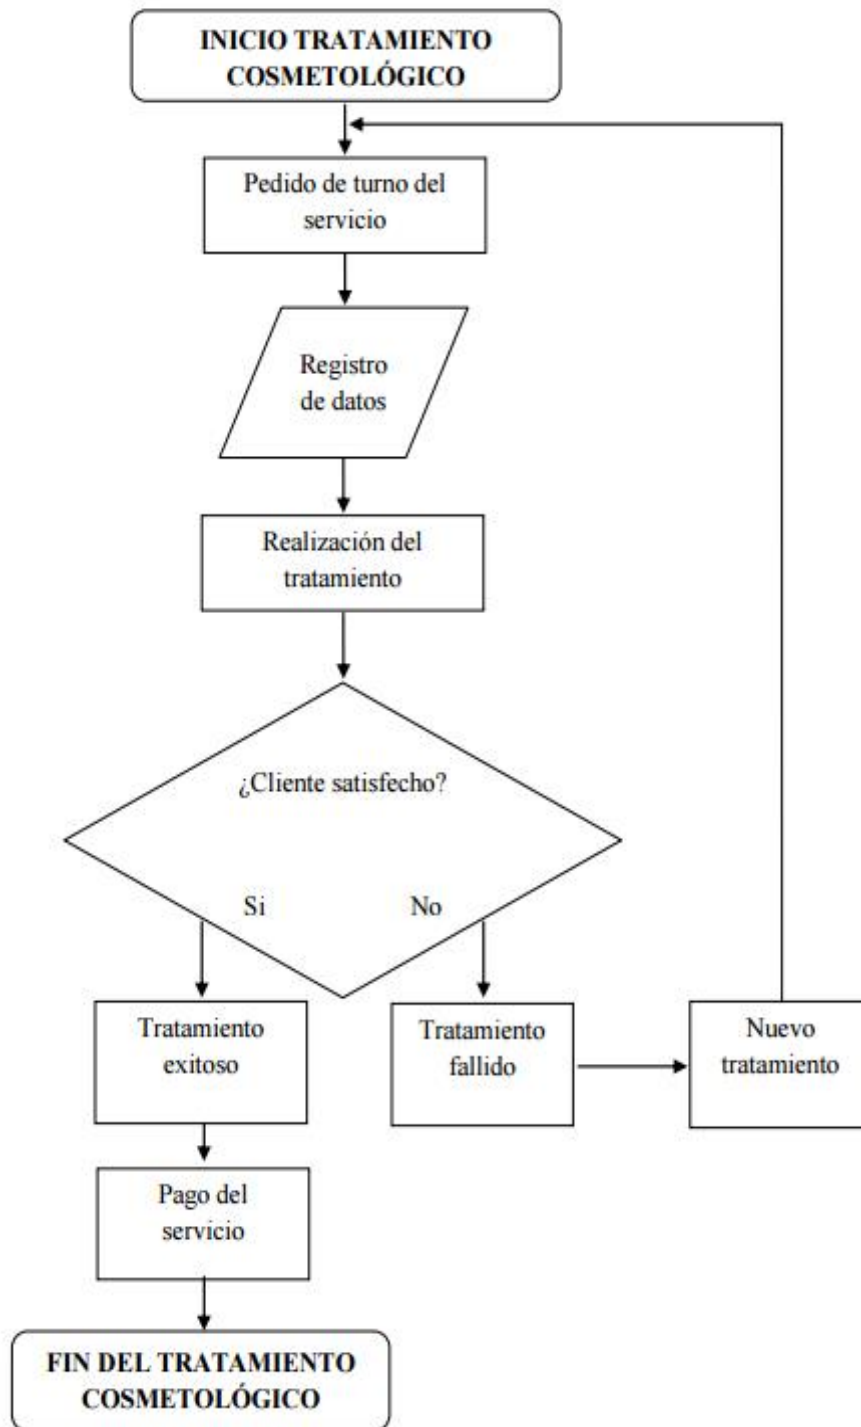 INICIO TRATAMIENTO
COSMETOLÓGICO
Pedido de turno del
servicio
Registro
de datos
Realización del
tratamiento
¿Cliente satisfecho?
Si
No
Tratamiento
exitoso
Tratamiento
fallido
Nuevo
tratamiento
Pago del
servicio
FIN DEL TRATAMIENTO
COSMETOLÓGICO